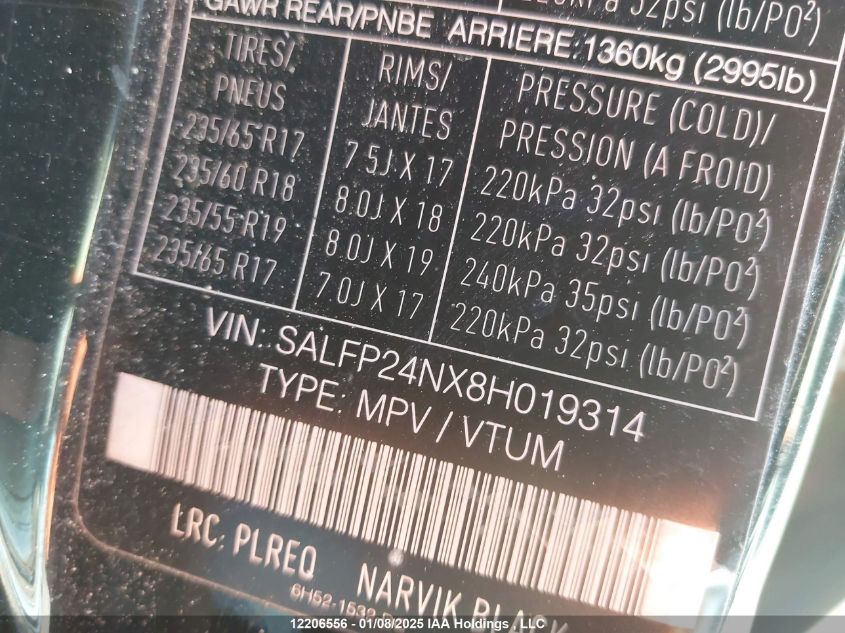 32psi (lb/PO²)
GAWR REAR/PNBE ARRIERE: 1360kg (2995lb)
TIRES/ PNEUS RIMS/ JANTES PRESSURE (COLD)/ PRESSION (A FROID)
235/65 R17 7.5J X 17 220kPa 32psi (lb/PO²)
235/60 R18 8.0J X 18 220kPa 32psi (lb/PO²)
235/55 R19 8.0J X 19 240kPa 35psi (lb/PO²)
235/65 R17 7.0J X 17 220kPa 32psi (lb/PO²)
VIN: SALFP24NX8H019314
TYPE: MPV / VTUM
LRC: PLREQ NARVIK BLACK
12206556 - 01/08/2025 IAA Holdings , LLC